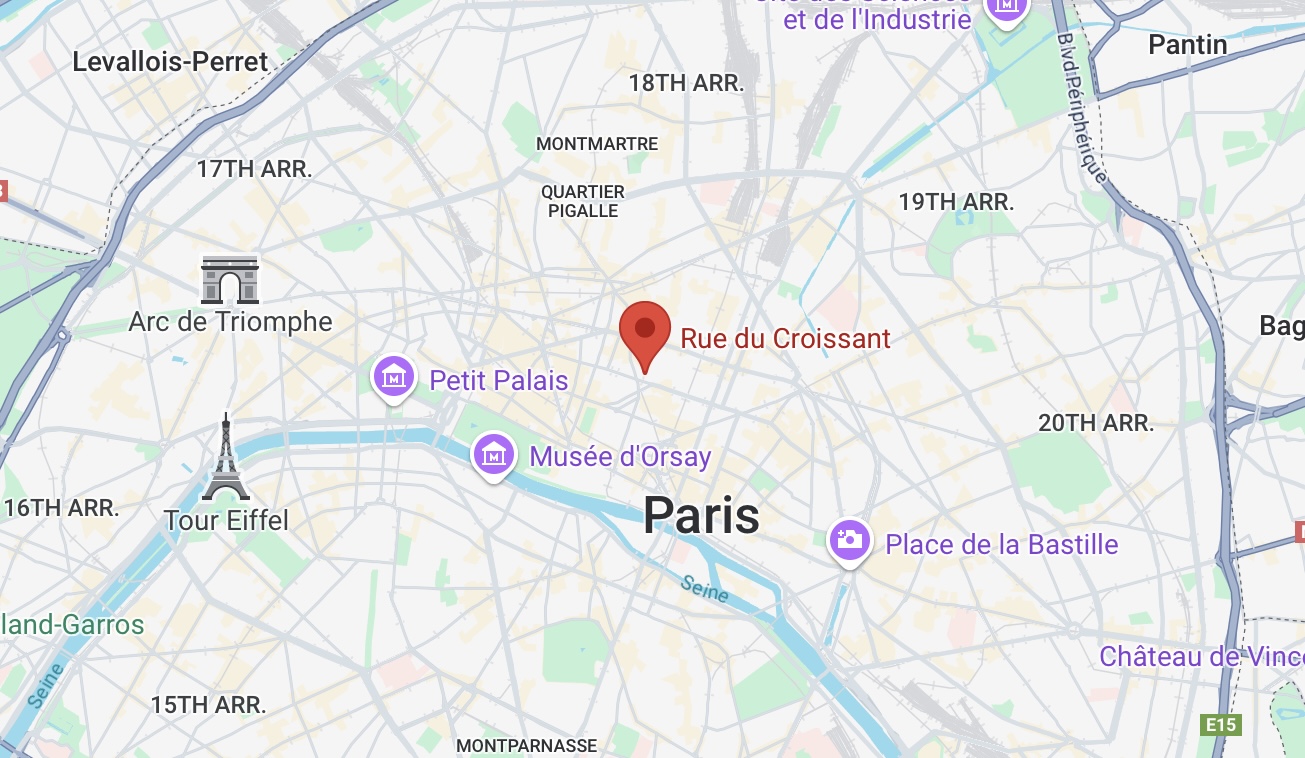 et de l'Industrie
Pantin
Levallois-Perret
18TH ARR.
Blvd Périphérique
MONTMARTRE
17TH ARR.
QUARTIER
PIGALLE
19TH ARR.
Arc de Triomphe
Rue du Croissant
Petit Palais
20TH ARR.
Musée d'Orsay
16TH ARR.
Tour Eiffel
Paris
Place de la Bastille
Seine
land-Garros
Château de Vinc
Seine
15TH ARR.
E15
MONTPARNASSE
Bag